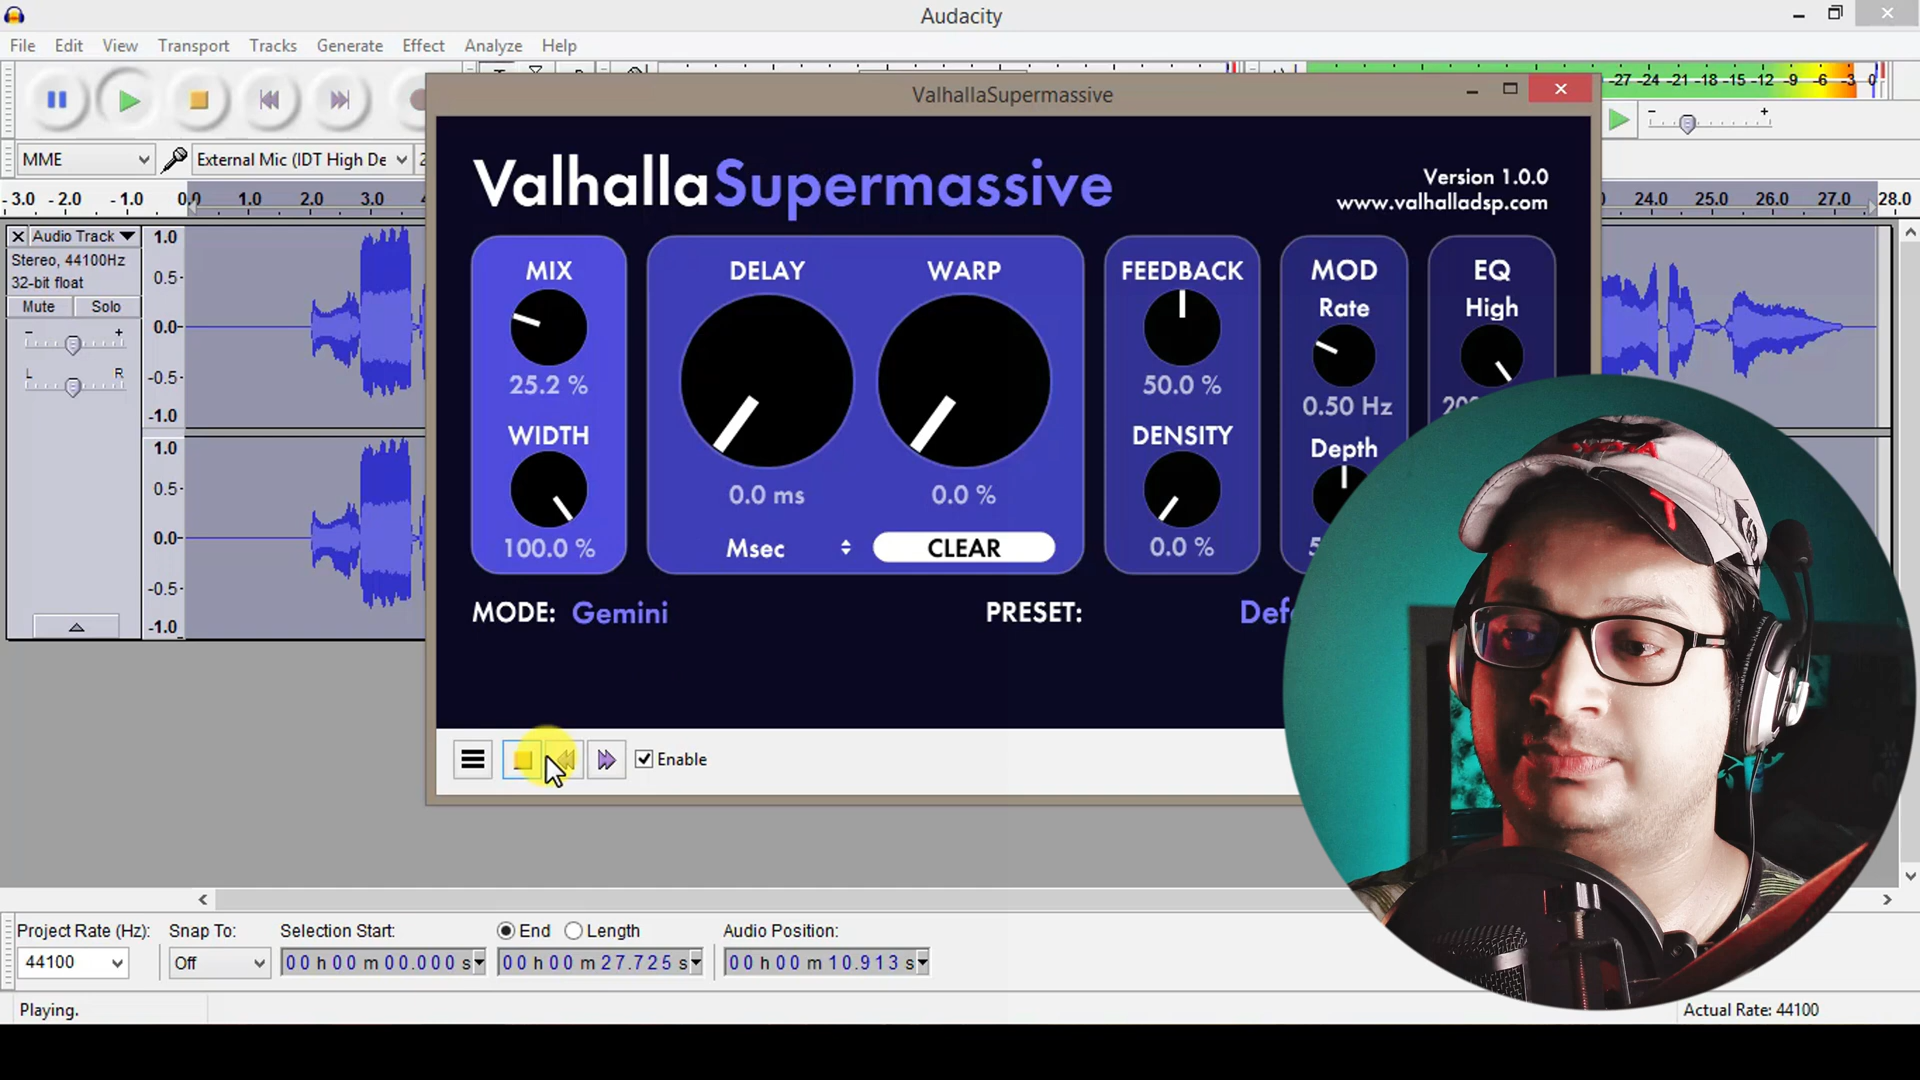 Audacity
File Edit View Transport Tracks Generate Effect Analyze Help
ValhallaSupermassive
-27 -24 -21 -18 -15 -12 -9 -6 -3 0
MME External Mic (IDT High De 2
- 3.0 - 2.0 - 1.0 0.0 1.0 2.0 3.0 24.0 25.0 26.0 27.0 28.0
ValhallaSupermassive
Version 1.0.0
www.valhalladsp.com
Audio Track
Stereo, 44100Hz
32-bit float
Mute Solo
- +
L R
1.0
0.5-
0.0-
-0.5-
-1.0
1.0
0.5-
0.0-
-0.5-
-1.0
MIX
25.2 %
WIDTH
100.0 %
DELAY
0.0 ms
Msec
WARP
0.0 %
CLEAR
FEEDBACK
50.0 %
DENSITY
0.0 %
MOD
Rate
0.50 Hz
Depth
EQ
High
MODE: Gemini PRESET:
Enable
Project Rate (Hz): Snap To: Selection Start: End Length Audio Position:
44100 Off 00 h 00 m 00.000 s 00 h 00 m 27.725 s 00 h 00 m 10.913 s
Playing. Actual Rate: 44100